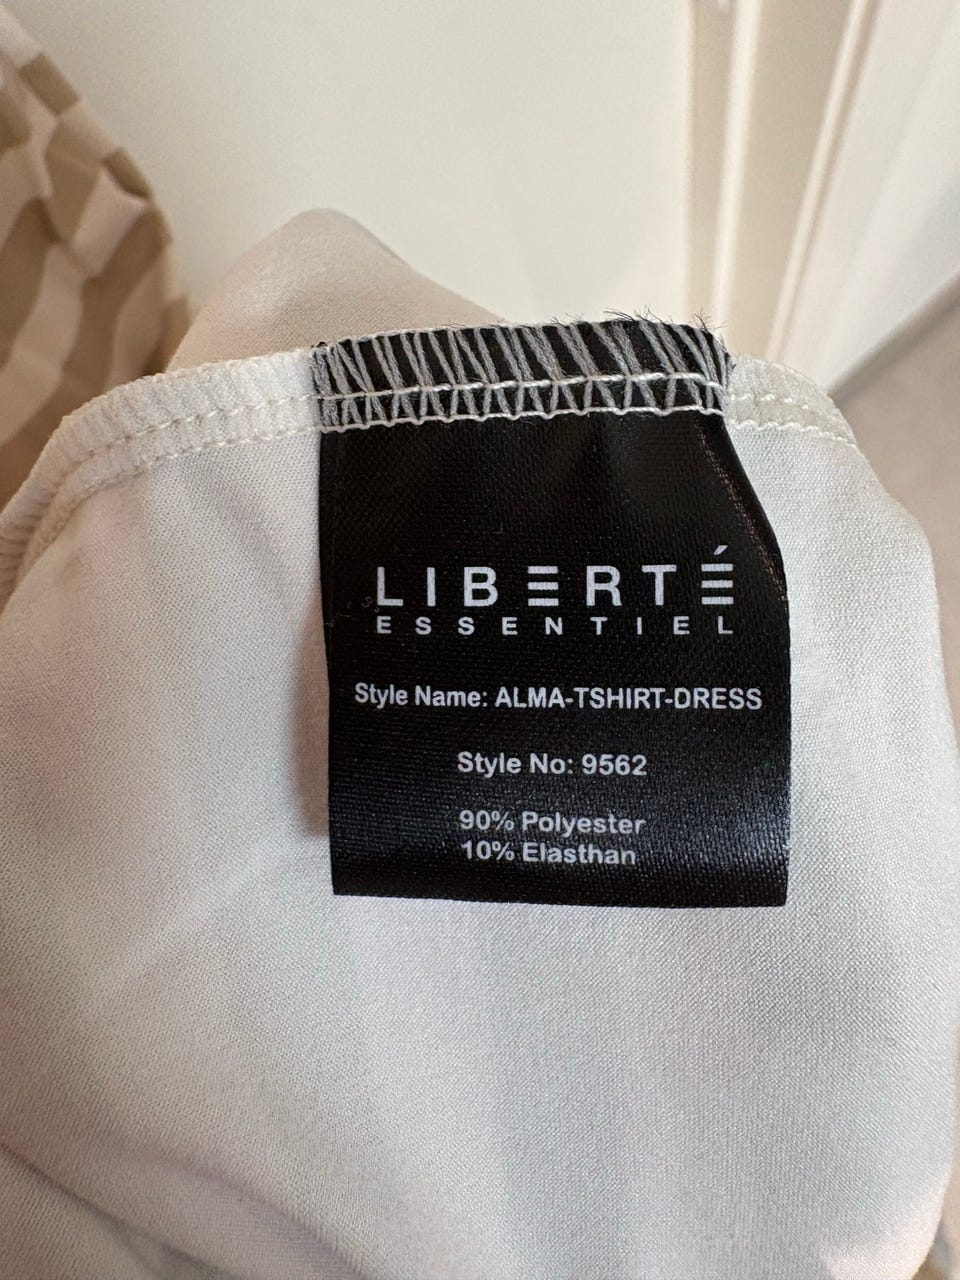 LIBERTÉ
ESSENTIEL
Style Name: ALMA-TSHIRT-DRESS
Style No: 9562
90% Polyester
10% Elasthan